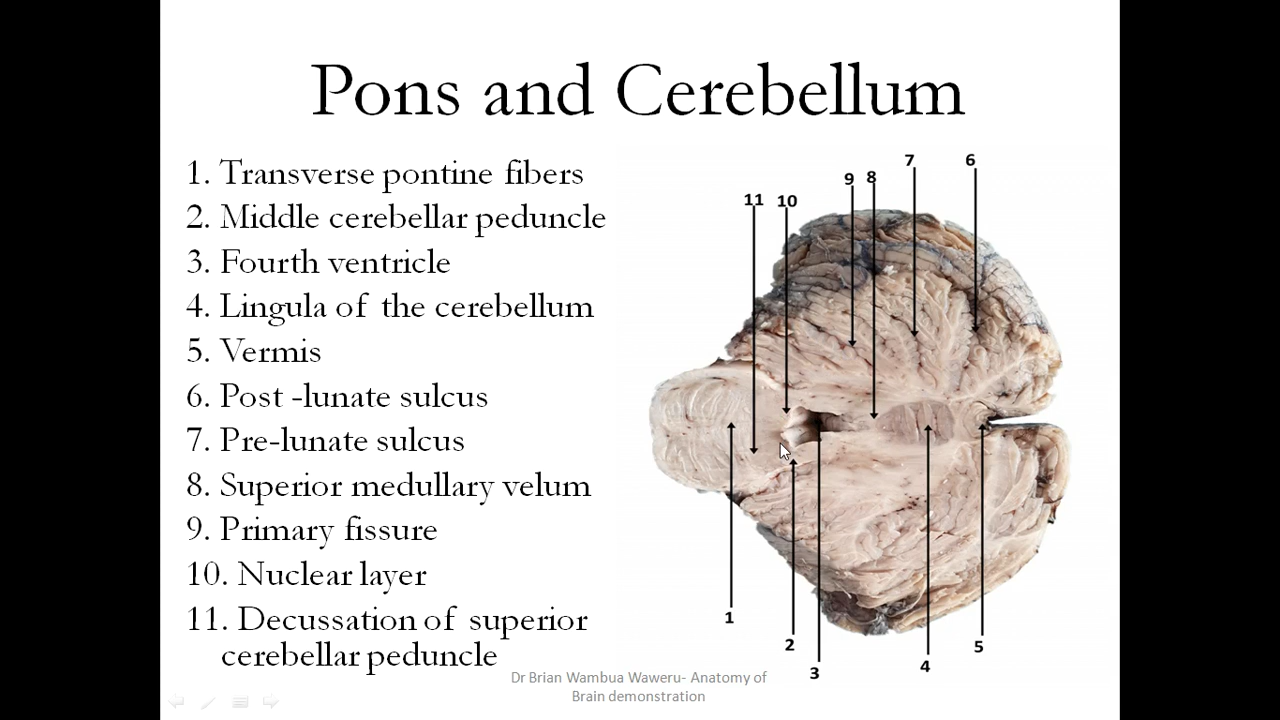 Pons and Cerebellum
1. Transverse pontine fibers
2. Middle cerebellar peduncle
3. Fourth ventricle
4. Lingula of the cerebellum
5. Vermis
6. Post -lunate sulcus
7. Pre-lunate sulcus
8. Superior medullary velum
9. Primary fissure
10. Nuclear layer
11. Decussation of superior
cerebellar peduncle
7 6
9 8
11 10
1
2
3
4
5
Dr Brian Wambua Waweru- Anatomy of
Brain demonstration